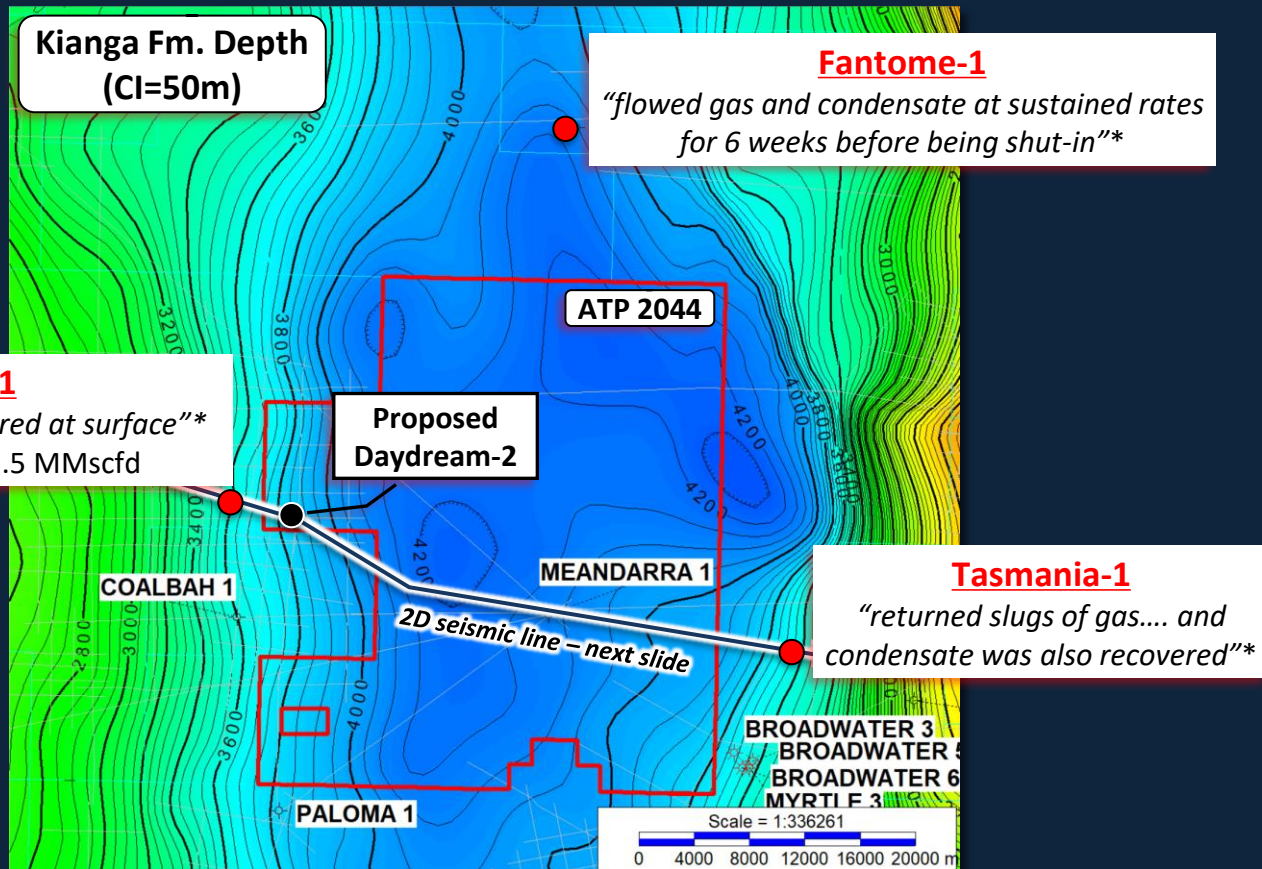 Kianga Fm. Depth
(CI=50m)
Fantome-1
“flowed gas and condensate at sustained rates
for 6 weeks before being shut-in”*
3600
4000
3000
ATP 2044
3200
3800
4000
3800
3600
4200
4200
1
red at surface”*
.5 MMscfd
Proposed
Daydream-2
3400
4200
COALBAH 1
MEANDARRA 1
2D seismic line – next slide
Tasmania-1
“returned slugs of gas…. and
condensate was also recovered”*
2800
3000
3600
4000
BROADWATER 3
BROADWATER 5
BROADWATER 6
MYRTLE 3
PALOMA 1
Scale = 1:336261
0 4000 8000 12000 16000 20000 m